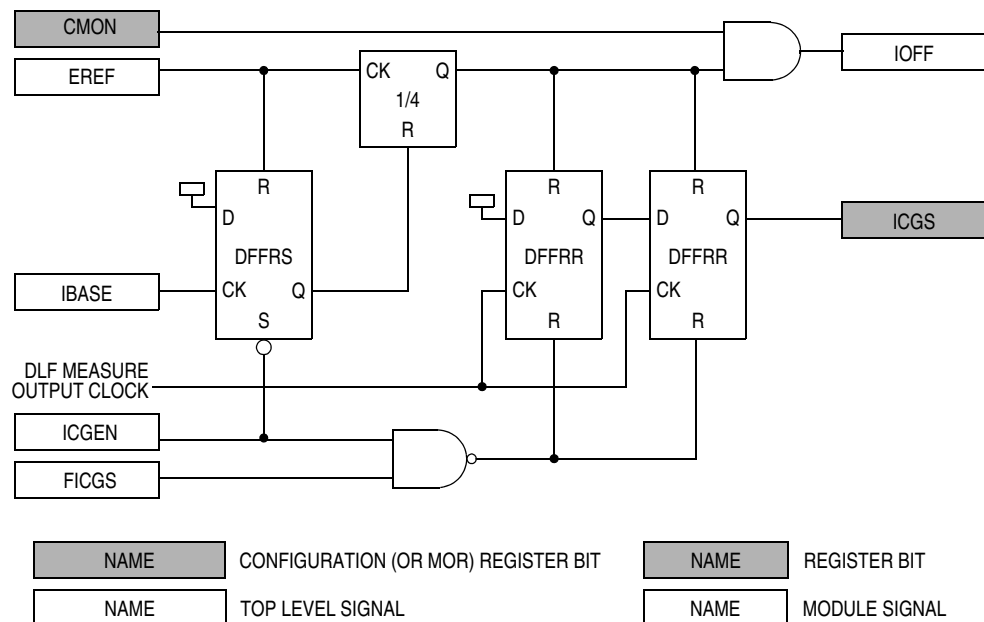 CMON
EREF
CK Q
1/4
R
IOFF
R
D
DFFRS
CK Q
S
IBASE
R
D Q
DFFRR
CK
R
R
D Q
DFFRR
CK
R
ICGS
DLF MEASURE
OUTPUT CLOCK
ICGEN
FICGS
NAME CONFIGURATION (OR MOR) REGISTER BIT
NAME REGISTER BIT
NAME TOP LEVEL SIGNAL
NAME MODULE SIGNAL